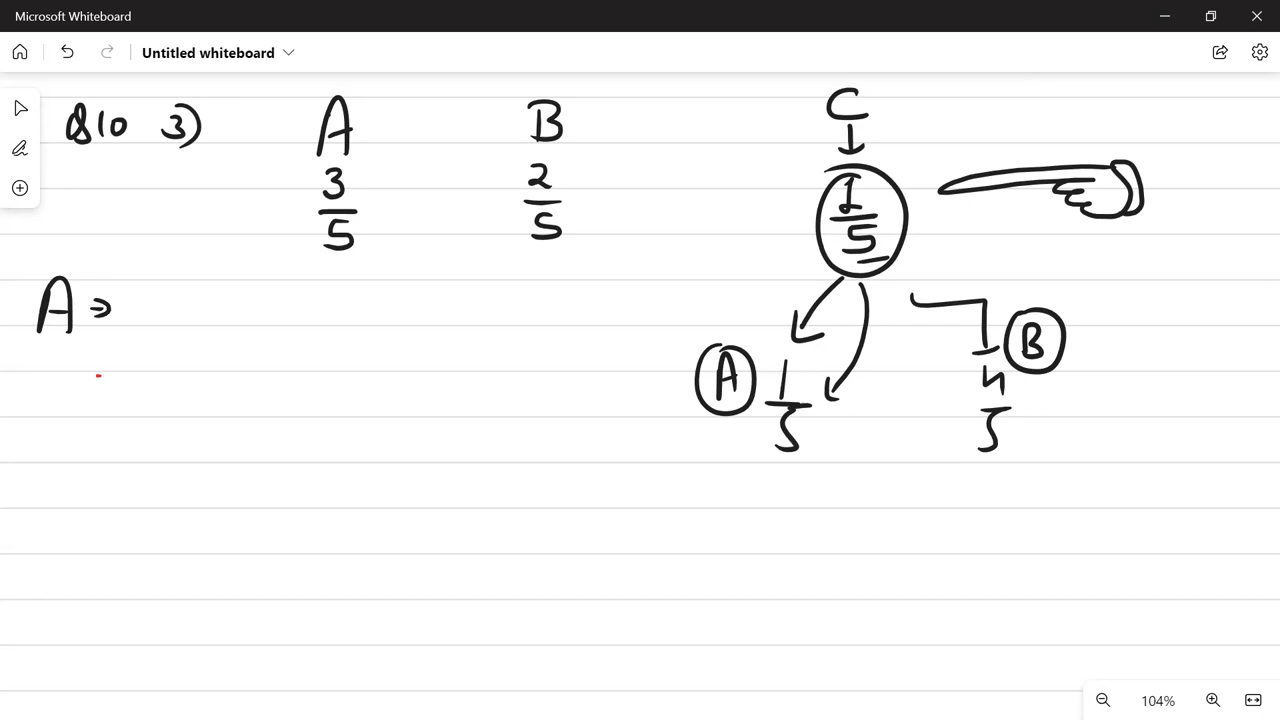 Microsoft Whiteboard
Untitled whiteboard
Q10 3) A B C
3/5 2/5 1/5
A ⇒
A 1/5 B 4/5
104%